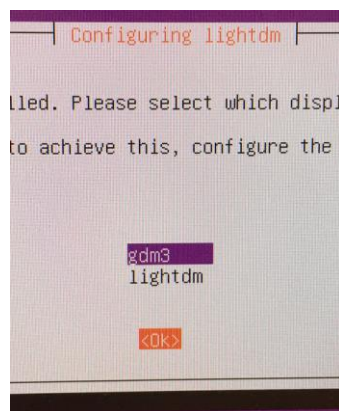 Configuring lightdm
lled. Please select which displ
to achieve this, configure the
gdm3
lightdm
<Ok>